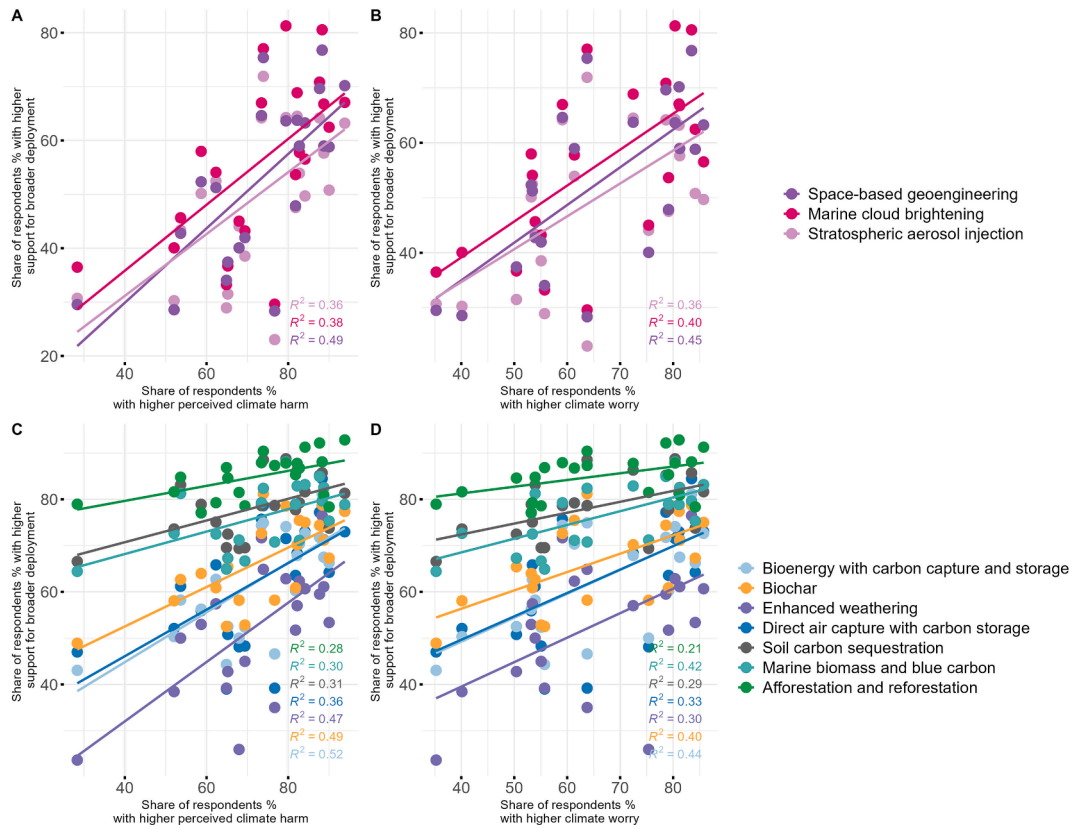 A
B
Share of respondents % with higher
support for broader deployment
80
60
40
20
R² = 0.36
R² = 0.38
R² = 0.49
40
60
80
Share of respondents %
with higher perceived climate harm
Share of respondents % with higher
support for broader deployment
80
70
60
50
40
30
R² = 0.36
R² = 0.40
R² = 0.45
40
50
60
70
80
Share of respondents %
with higher climate worry
Space-based geoengineering
Marine cloud brightening
Stratospheric aerosol injection
C
D
Share of respondents % with higher
support for broader deployment
80
60
40
R² = 0.28
R² = 0.30
R² = 0.31
R² = 0.36
R² = 0.47
R² = 0.49
R² = 0.52
40
60
80
Share of respondents %
with higher perceived climate harm
Share of respondents % with higher
support for broader deployment
80
60
40
R² = 0.21
R² = 0.42
R² = 0.29
R² = 0.33
R² = 0.30
R² = 0.40
R² = 0.44
40
50
60
70
80
Share of respondents %
with higher climate worry
Bioenergy with carbon capture and storage
Biochar
Enhanced weathering
Direct air capture with carbon storage
Soil carbon sequestration
Marine biomass and blue carbon
Afforestation and reforestation